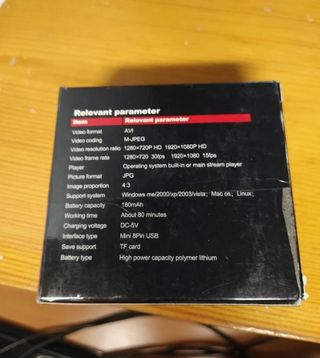 Relevant parameter
Item Relevant parameter
Video format AVI
Video coding M-JPEG
Video resolution ratio 1280×720P HD 1920×1080P HD
Video frame rate 1280×720 30fps 1920×1080 15fps
Player Operating system built-in or main stream player
Picture format JPG
Image proportion 4:3
Support system Windows me/2000/xp/2003/vista; Mac os; Linux;
Battery capacity 180mAh
Working time About 80 minutes
Charging voltage DC-5V
Interface type Mini 8Pin USB
Save support TF card
Battery type High power capacity polymer lithium